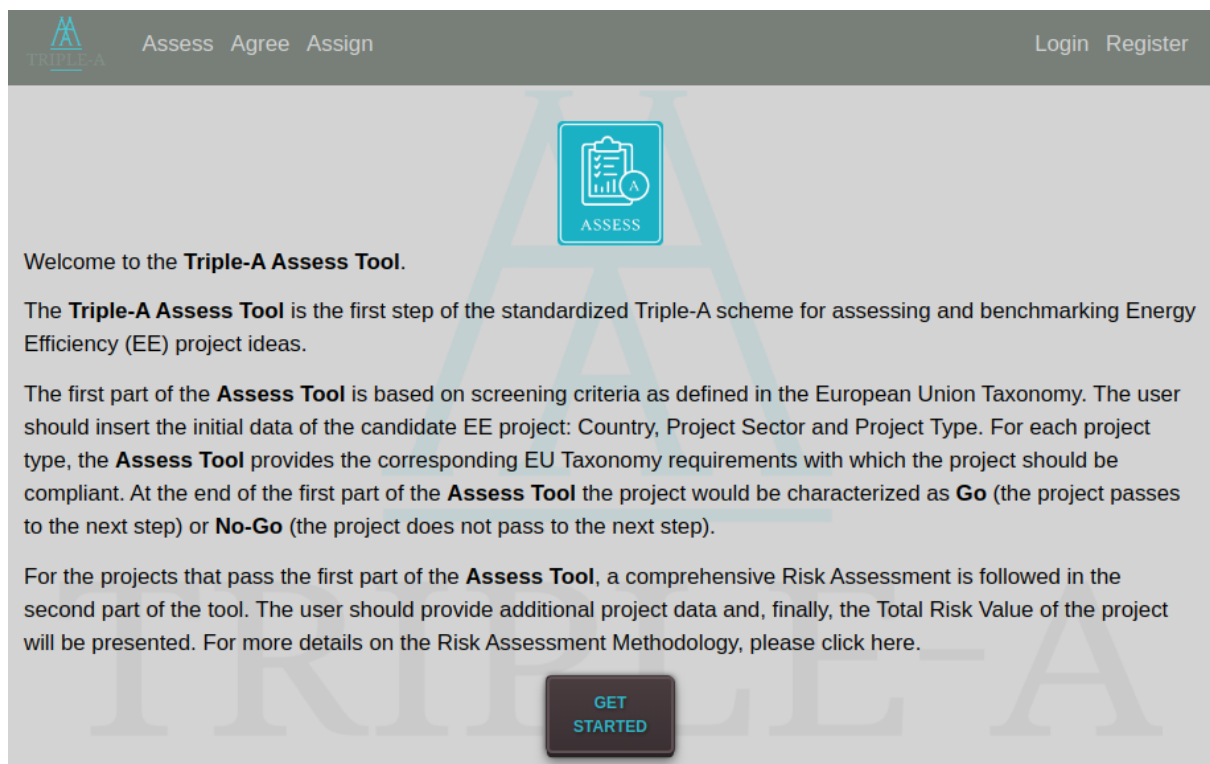 TRIPLE-A
Assess Agree Assign
Login Register
A
ASSESS
Welcome to the Triple-A Assess Tool.
The Triple-A Assess Tool is the first step of the standardized Triple-A scheme for assessing and benchmarking Energy
Efficiency (EE) project ideas.
The first part of the Assess Tool is based on screening criteria as defined in the European Union Taxonomy. The user
should insert the initial data of the candidate EE project: Country, Project Sector and Project Type. For each project
type, the Assess Tool provides the corresponding EU Taxonomy requirements with which the project should be
compliant. At the end of the first part of the Assess Tool the project would be characterized as Go (the project passes
to the next step) or No-Go (the project does not pass to the next step).
For the projects that pass the first part of the Assess Tool, a comprehensive Risk Assessment is followed in the
second part of the tool. The user should provide additional project data and, finally, the Total Risk Value of the project
will be presented. For more details on the Risk Assessment Methodology, please click here.
TRIPLE-A
GET
STARTED